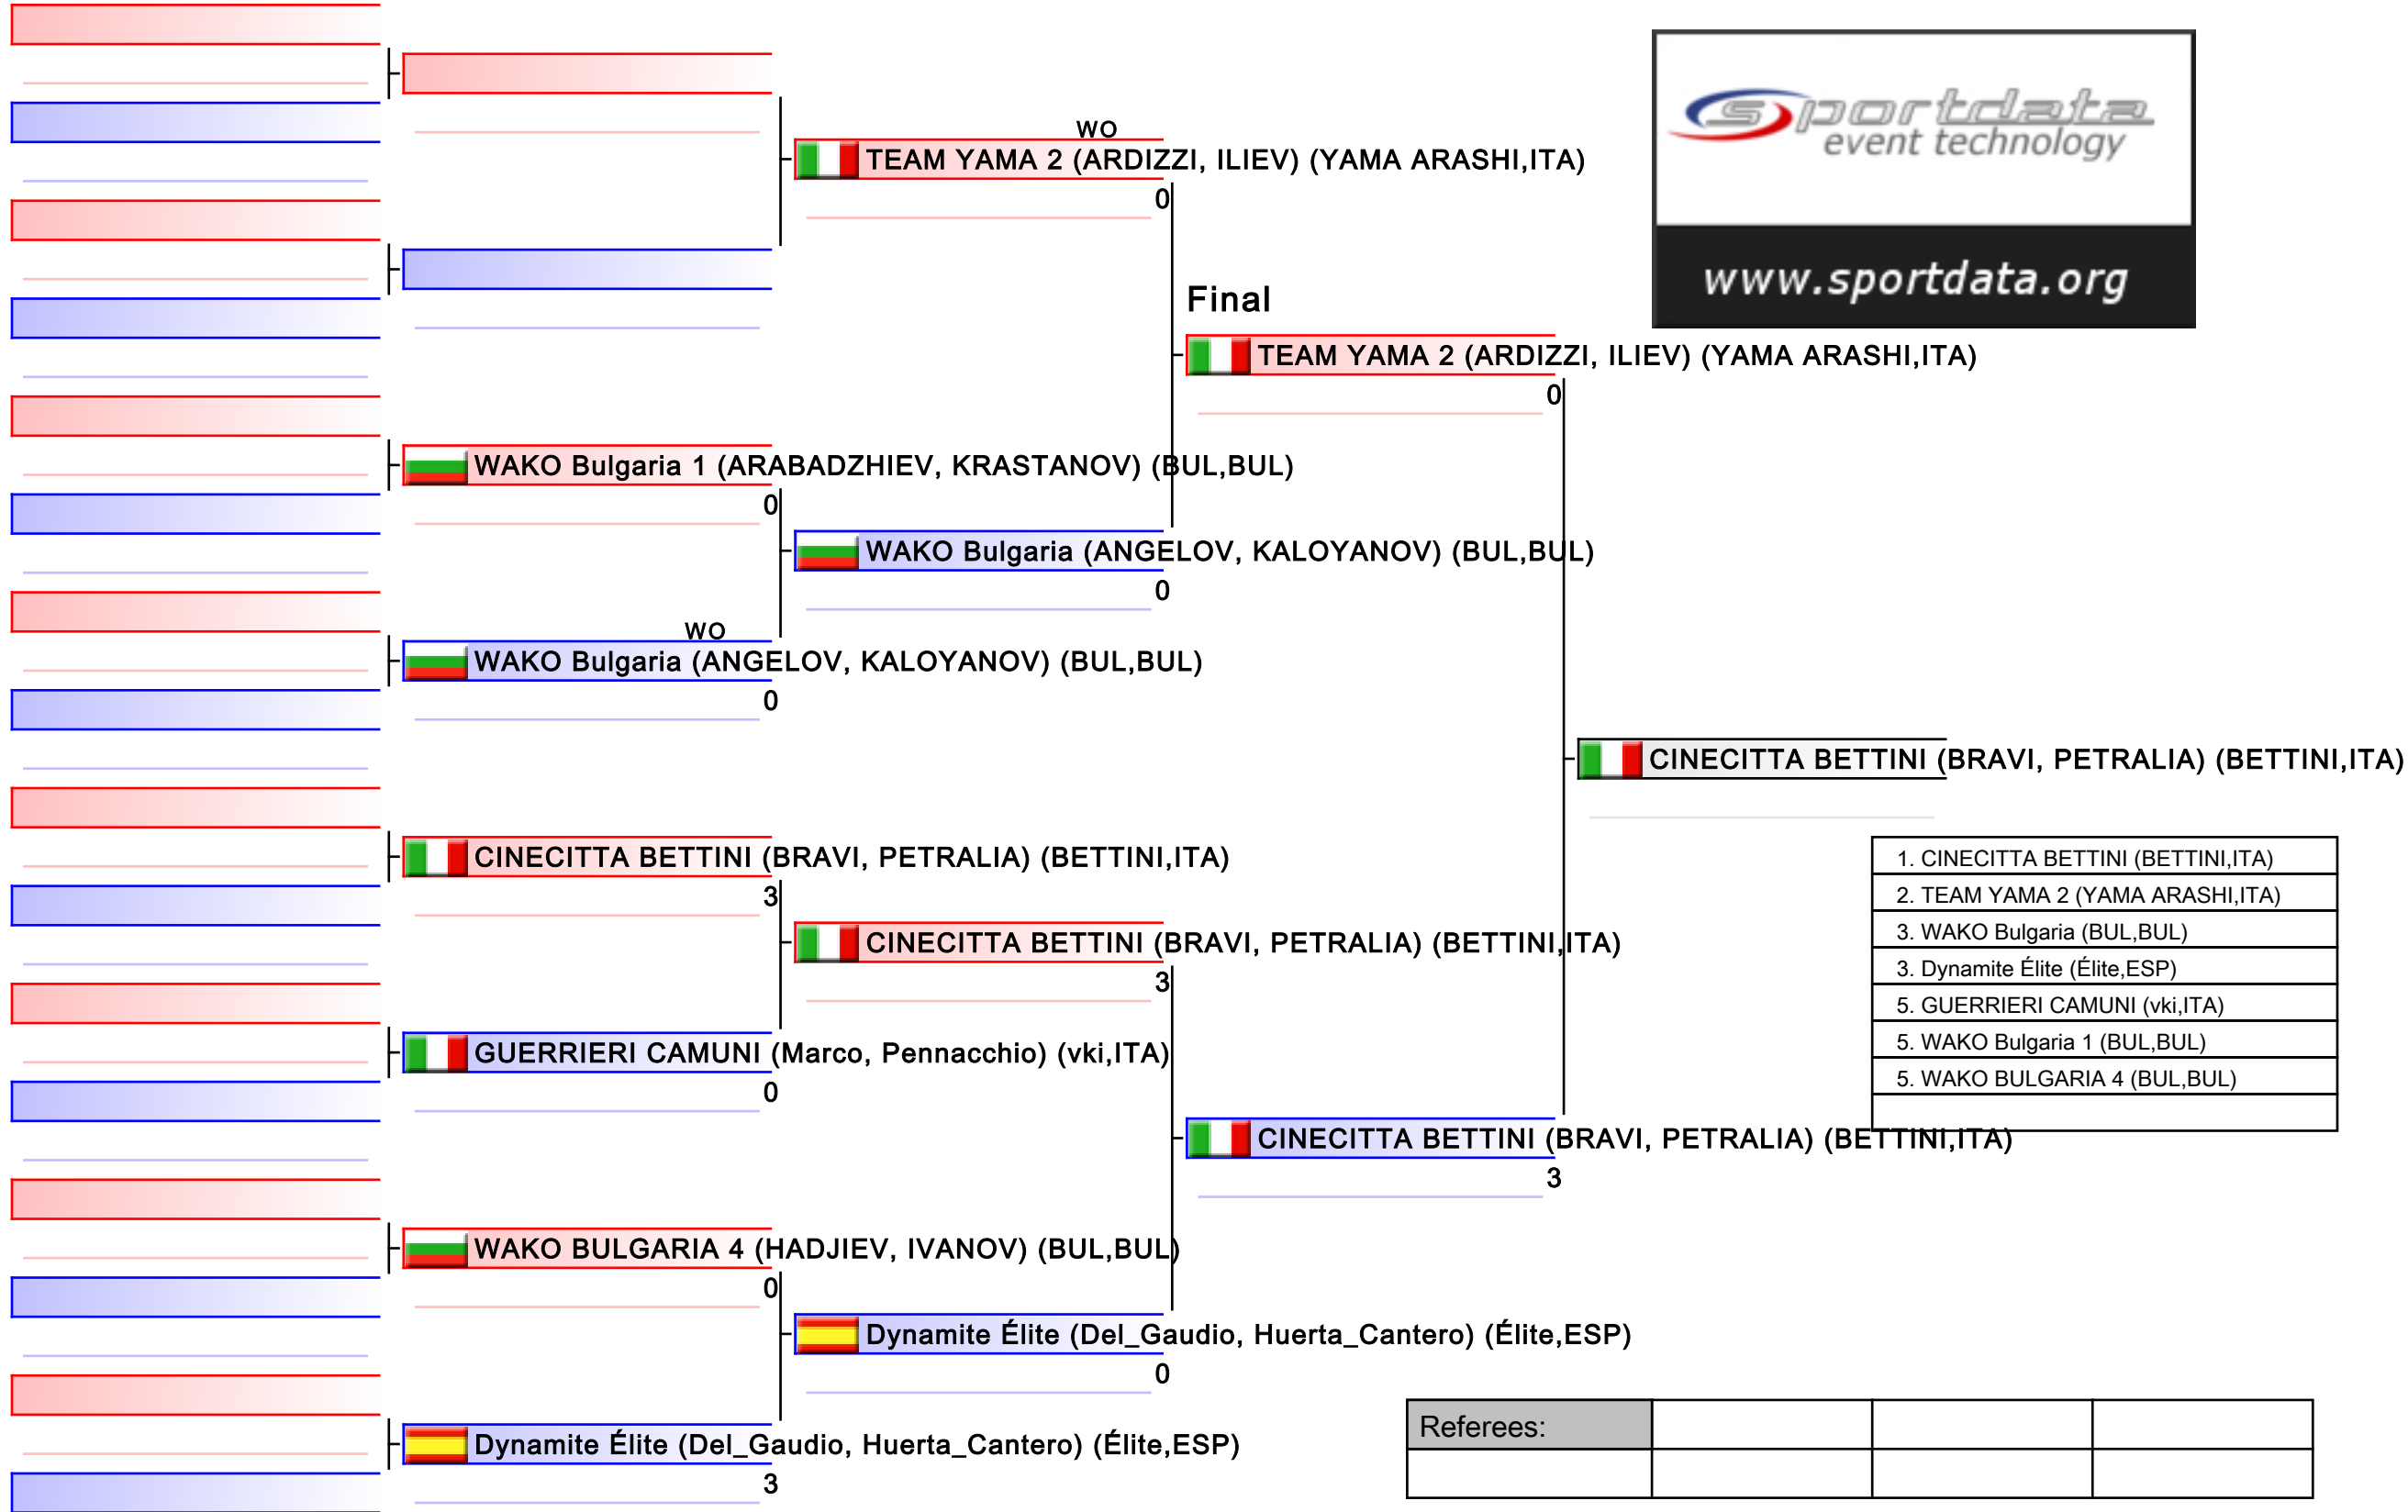 WO
TEAM YAMA 2 (ARDIZZI, ILIEV) (YAMA ARASHI,ITA)
0
sportdata
event technology
www.sportdata.org
Final
TEAM YAMA 2 (ARDIZZI, ILIEV) (YAMA ARASHI,ITA)
0
WAKO Bulgaria 1 (ARABADZHIEV, KRASTANOV) (BUL,BUL)
0
WAKO Bulgaria (ANGELOV, KALOYANOV) (BUL,BUL)
0
WO
WAKO Bulgaria (ANGELOV, KALOYANOV) (BUL,BUL)
0
CINECITTA BETTINI (BRAVI, PETRALIA) (BETTINI,ITA)
CINECITTA BETTINI (BRAVI, PETRALIA) (BETTINI,ITA)
3
CINECITTA BETTINI (BRAVI, PETRALIA) (BETTINI,ITA)
3
1. CINECITTA BETTINI (BETTINI,ITA)
2. TEAM YAMA 2 (YAMA ARASHI,ITA)
3. WAKO Bulgaria (BUL,BUL)
3. Dynamite Élite (Élite,ESP)
5. GUERRIERI CAMUNI (vki,ITA)
5. WAKO Bulgaria 1 (BUL,BUL)
5. WAKO BULGARIA 4 (BUL,BUL)
GUERRIERI CAMUNI (Marco, Pennacchio) (vki,ITA)
0
CINECITTA BETTINI (BRAVI, PETRALIA) (BETTINI,ITA)
3
WAKO BULGARIA 4 (HADJIEV, IVANOV) (BUL,BUL)
0
Dynamite Élite (Del_Gaudio, Huerta_Cantero) (Élite,ESP)
0
Dynamite Élite (Del_Gaudio, Huerta_Cantero) (Élite,ESP)
3
Referees: